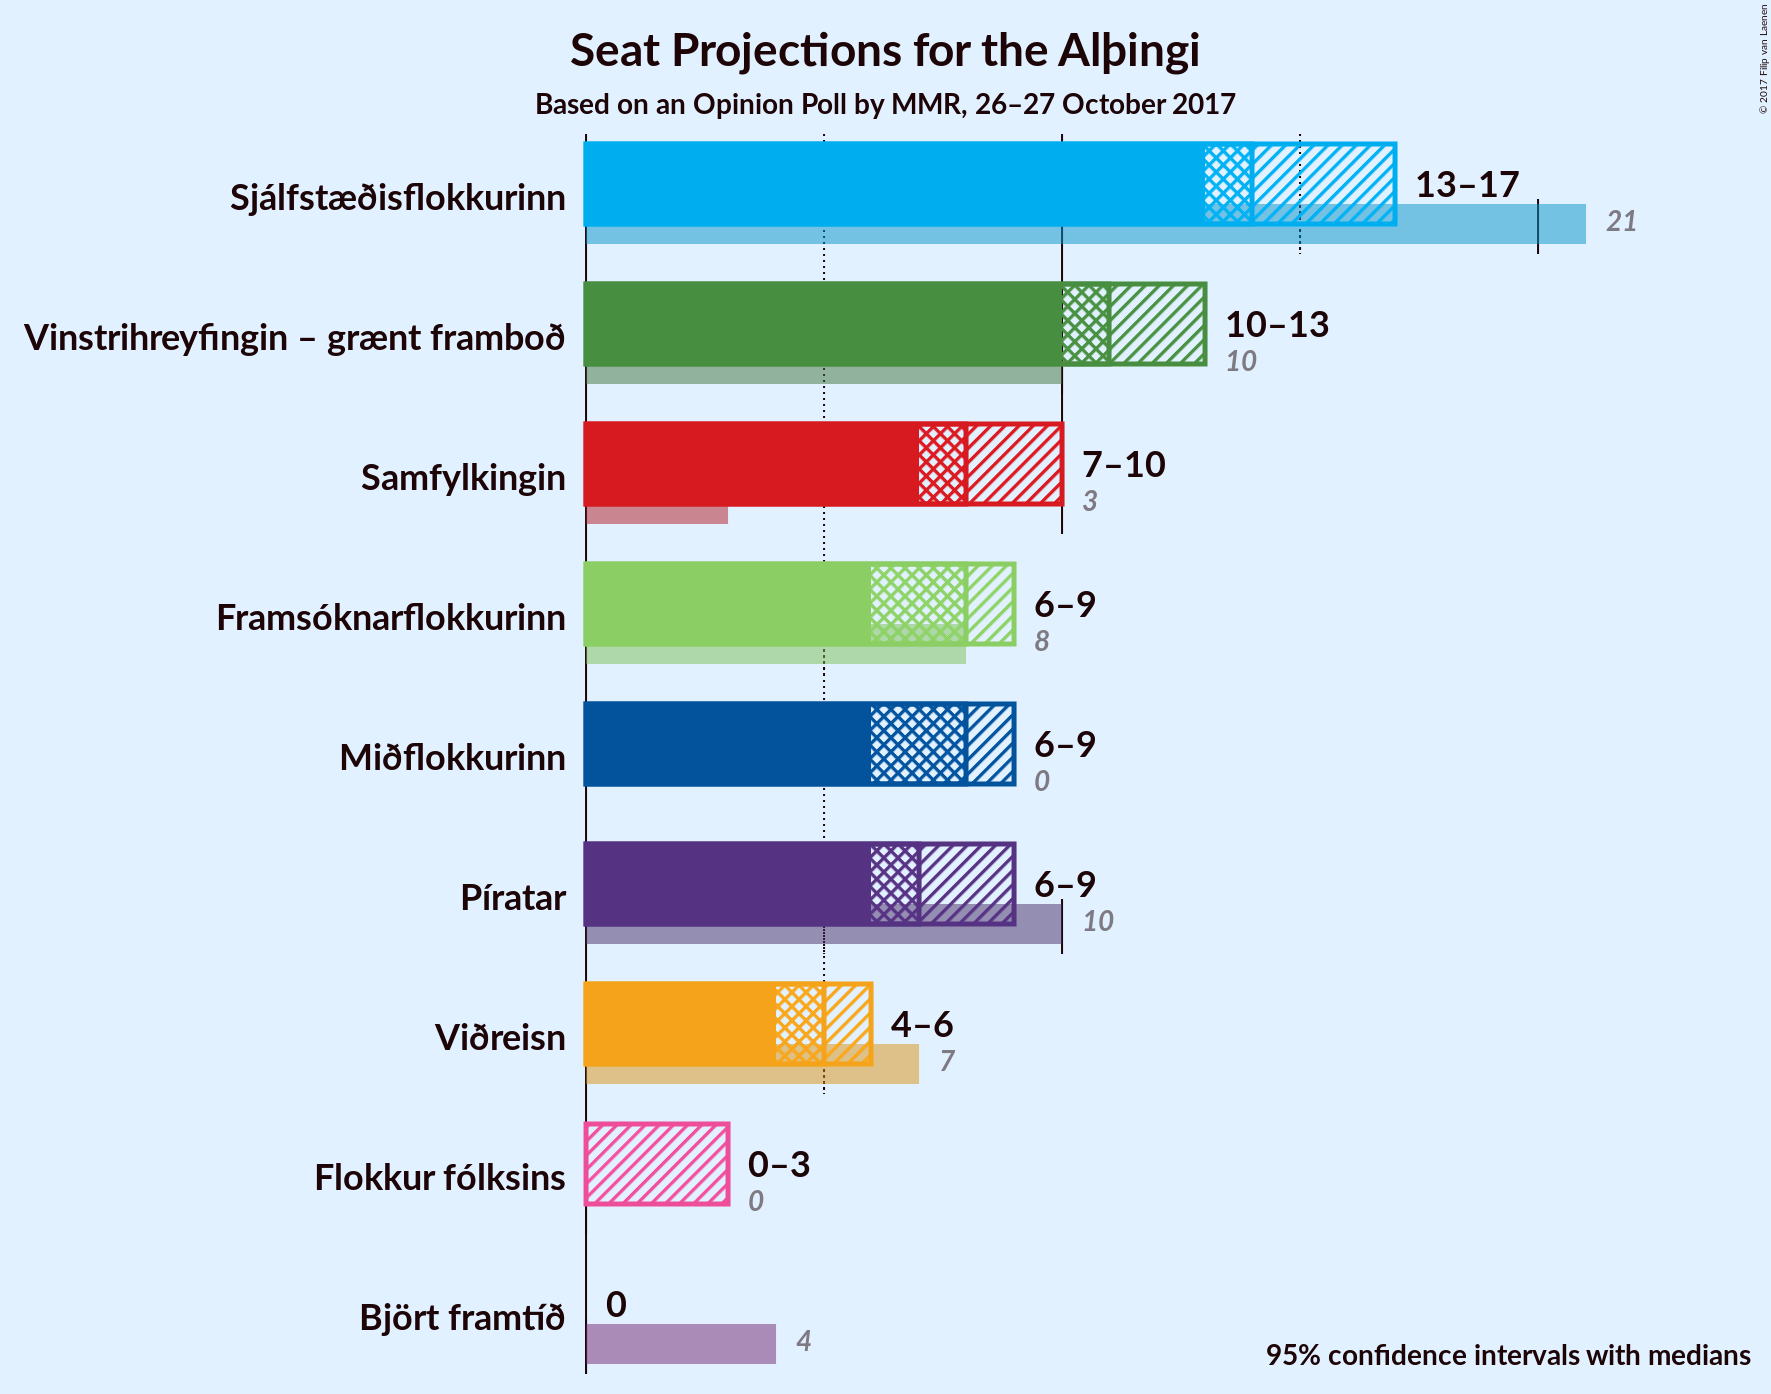 Seat Projections for the Alþingi
Based on an Opinion Poll by MMR, 26–27 October 2017
© 2017 Filip van Laenen
Sjálfstæðisflokkurinn
13–17
21
Vinstrihreyfingin – grænt framboð
10–13
10
Samfylkingin
7–10
3
Framsóknarflokkurinn
6–9
8
Miðflokkurinn
6–9
0
Píratar
6–9
10
Viðreisn
4–6
7
Flokkur fólksins
0–3
0
Björt framtíð
0
4
95% confidence intervals with medians